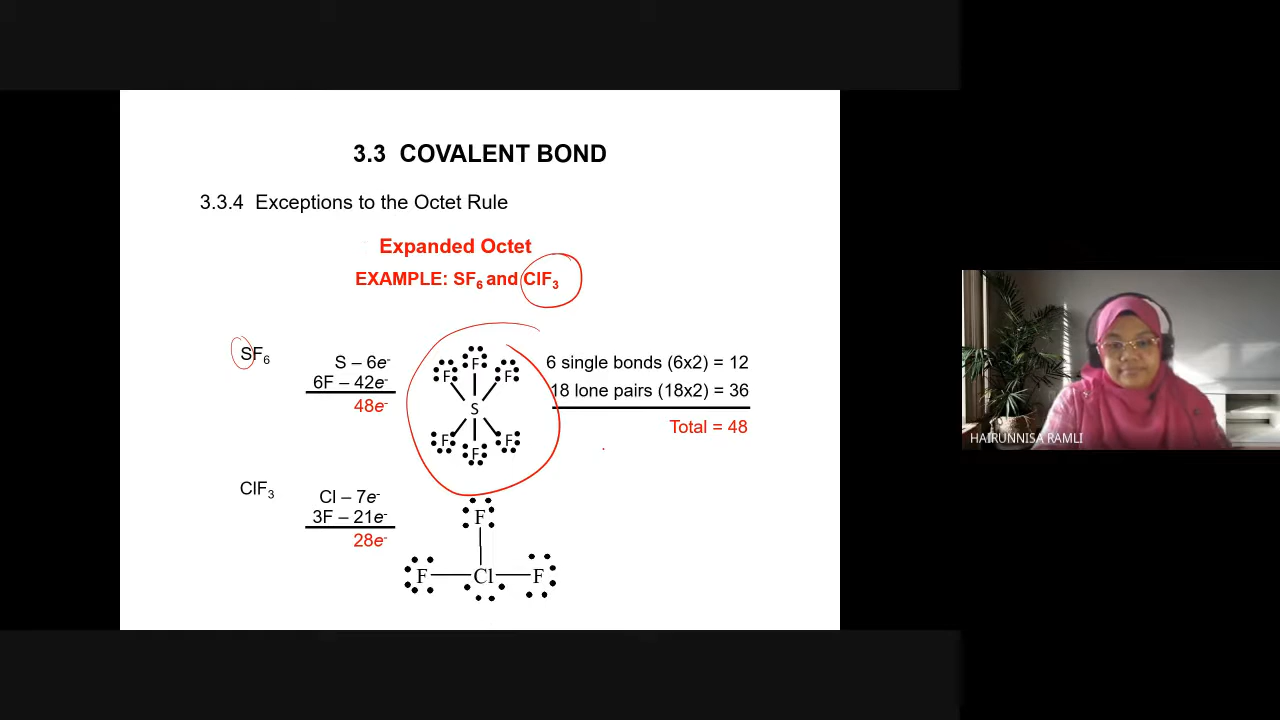 3.3 COVALENT BOND
3.3.4 Exceptions to the Octet Rule
Expanded Octet
EXAMPLE: SF₆ and ClF₃
SF₆
S – 6e⁻
6F – 42e⁻
48e⁻
F
F F
S
F F
F
6 single bonds (6x2) = 12
18 lone pairs (18x2) = 36
Total = 48
ClF₃
Cl – 7e⁻
3F – 21e⁻
28e⁻
F
F Cl F
HAIRUNNISA RAMLI